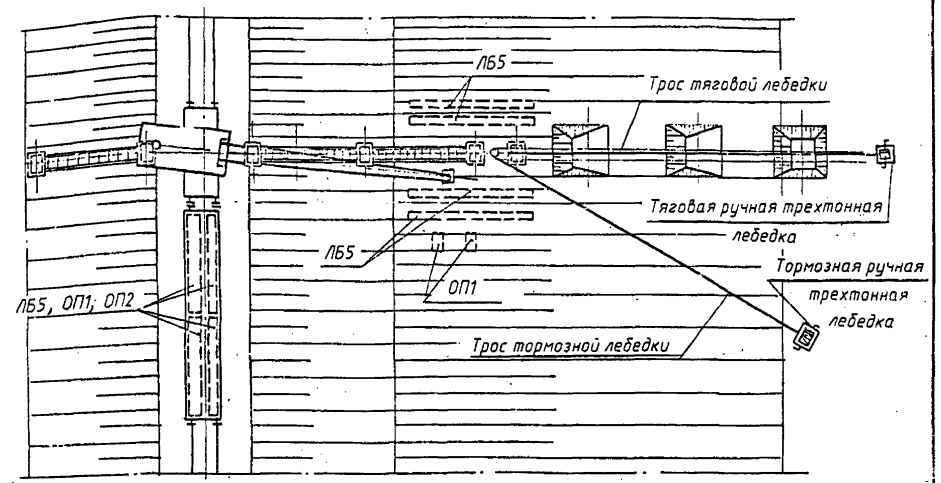 ЛБ5
Трос тяговой лебедки
Тяговая ручная трехтонная
лебедка
ЛБ5
Тормозная ручная
трехтонная
лебедка
ЛБ5, ОП1; ОП2
ОП1
Трос тормозной лебедки